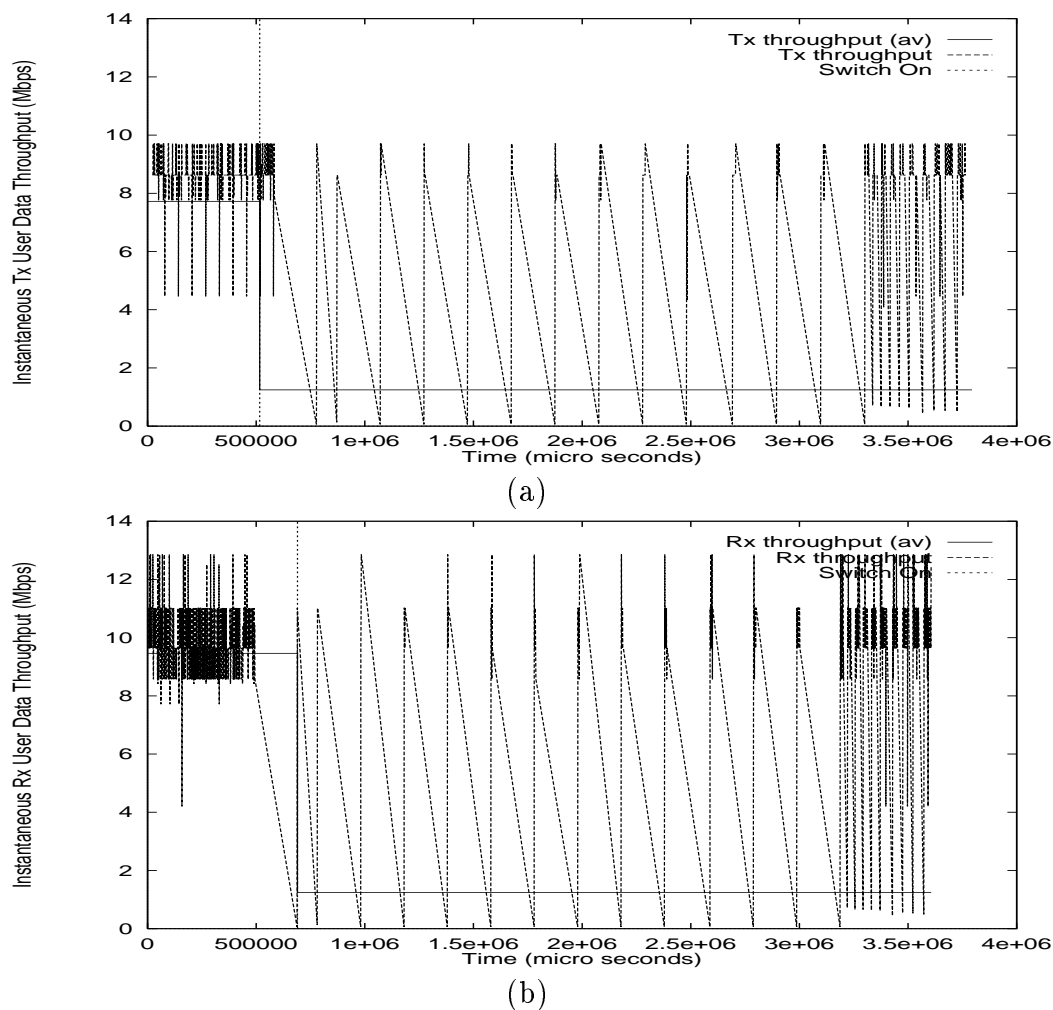 Instantaneous Tx User Data Throughput (Mbps)
14
12
10
8
6
4
2
0
Tx throughput (av)
Tx throughput
Switch On
0 500000 1e+06 1.5e+06 2e+06 2.5e+06 3e+06 3.5e+06 4e+06
Time (micro seconds)
(a)
Instantaneous Rx User Data Throughput (Mbps)
14
12
10
8
6
4
2
0
Rx throughput (av)
Rx throughput
Switch On
0 500000 1e+06 1.5e+06 2e+06 2.5e+06 3e+06 3.5e+06 4e+06
Time (micro seconds)
(b)